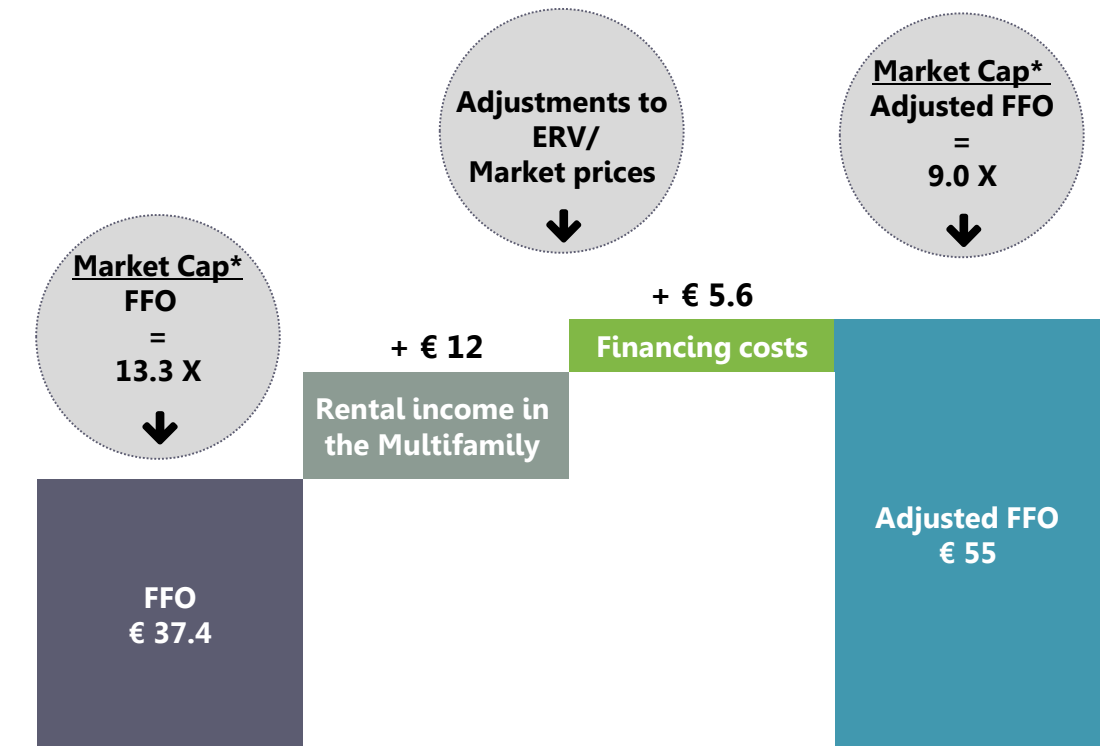 Market Cap*
FFO
=
13.3 X
FFO
€ 37.4
+ € 12
Rental income in
the Multifamily
Adjustments to
ERV/
Market prices
+ € 5.6
Financing costs
Market Cap*
Adjusted FFO
=
9.0 X
Adjusted FFO
€ 55